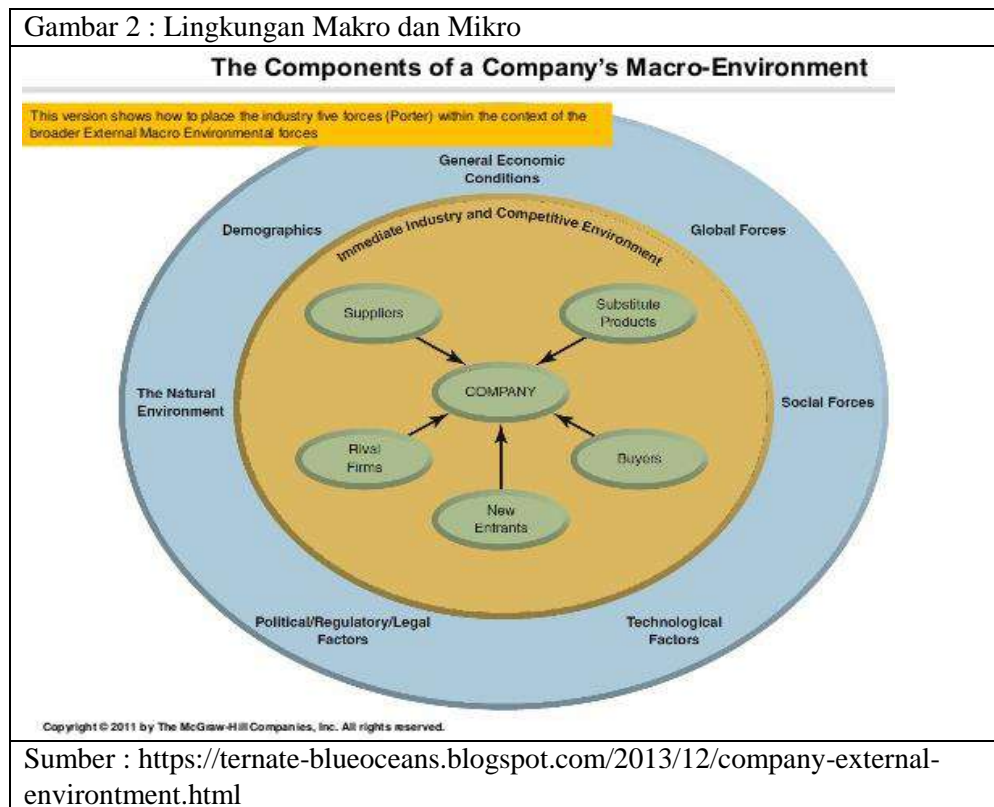 Gambar 2 : Lingkungan Makro dan Mikro
The Components of a Company's Macro-Environment
This version shows how to place the industry five forces (Porter) within the context of the
broader External Macro Environmental forces
General Economic
Conditions
Demographics
Global Forces
Immediate Industry and Competitive Environment
Suppliers
Substitute
Products
COMPANY
The Natural
Environment
Social Forces
Rival
Firms
Buyers
New
Entrants
Political/Regulatory/Legal
Factors
Technological
Factors
Copyright © 2011 by The McGraw-Hill Companies, Inc. All rights reserved.
Sumber : https://ternate-blueoceans.blogspot.com/2013/12/company-external-
environtment.html